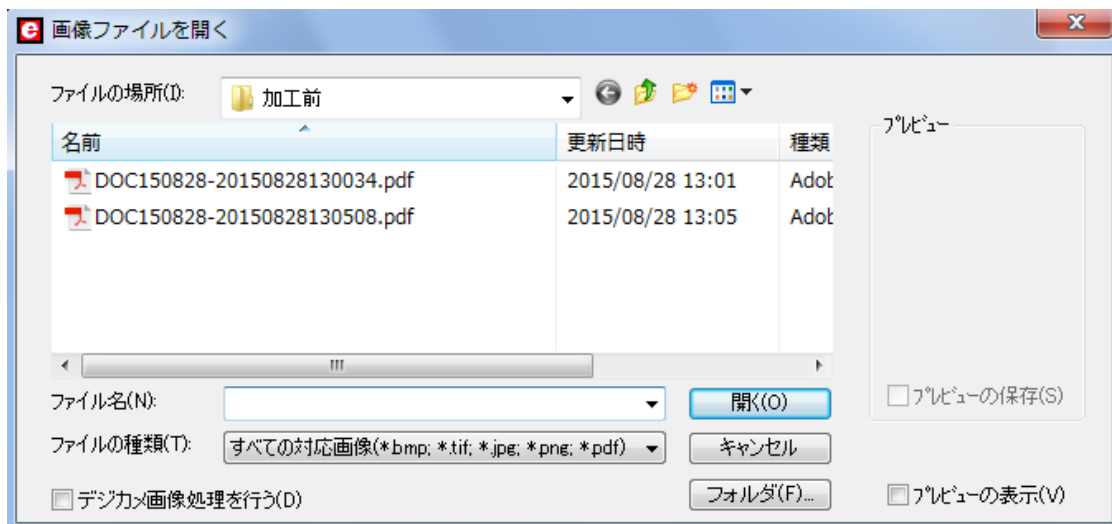 画像ファイルを開く
ファイルの場所(I):
加工前
名前 更新日時 種類
DOC150828-20150828130034.pdf 2015/08/28 13:01 Adob
DOC150828-20150828130508.pdf 2015/08/28 13:05 Adob
プレビュー
ファイル名(N): 開く(O)
プレビューの保存(S)
ファイルの種類(T): すべての対応画像(*.bmp; *.tif; *.jpg; *.png; *.pdf) キャンセル
デジカメ画像処理を行う(D) フォルダ(F)... プレビューの表示(V)